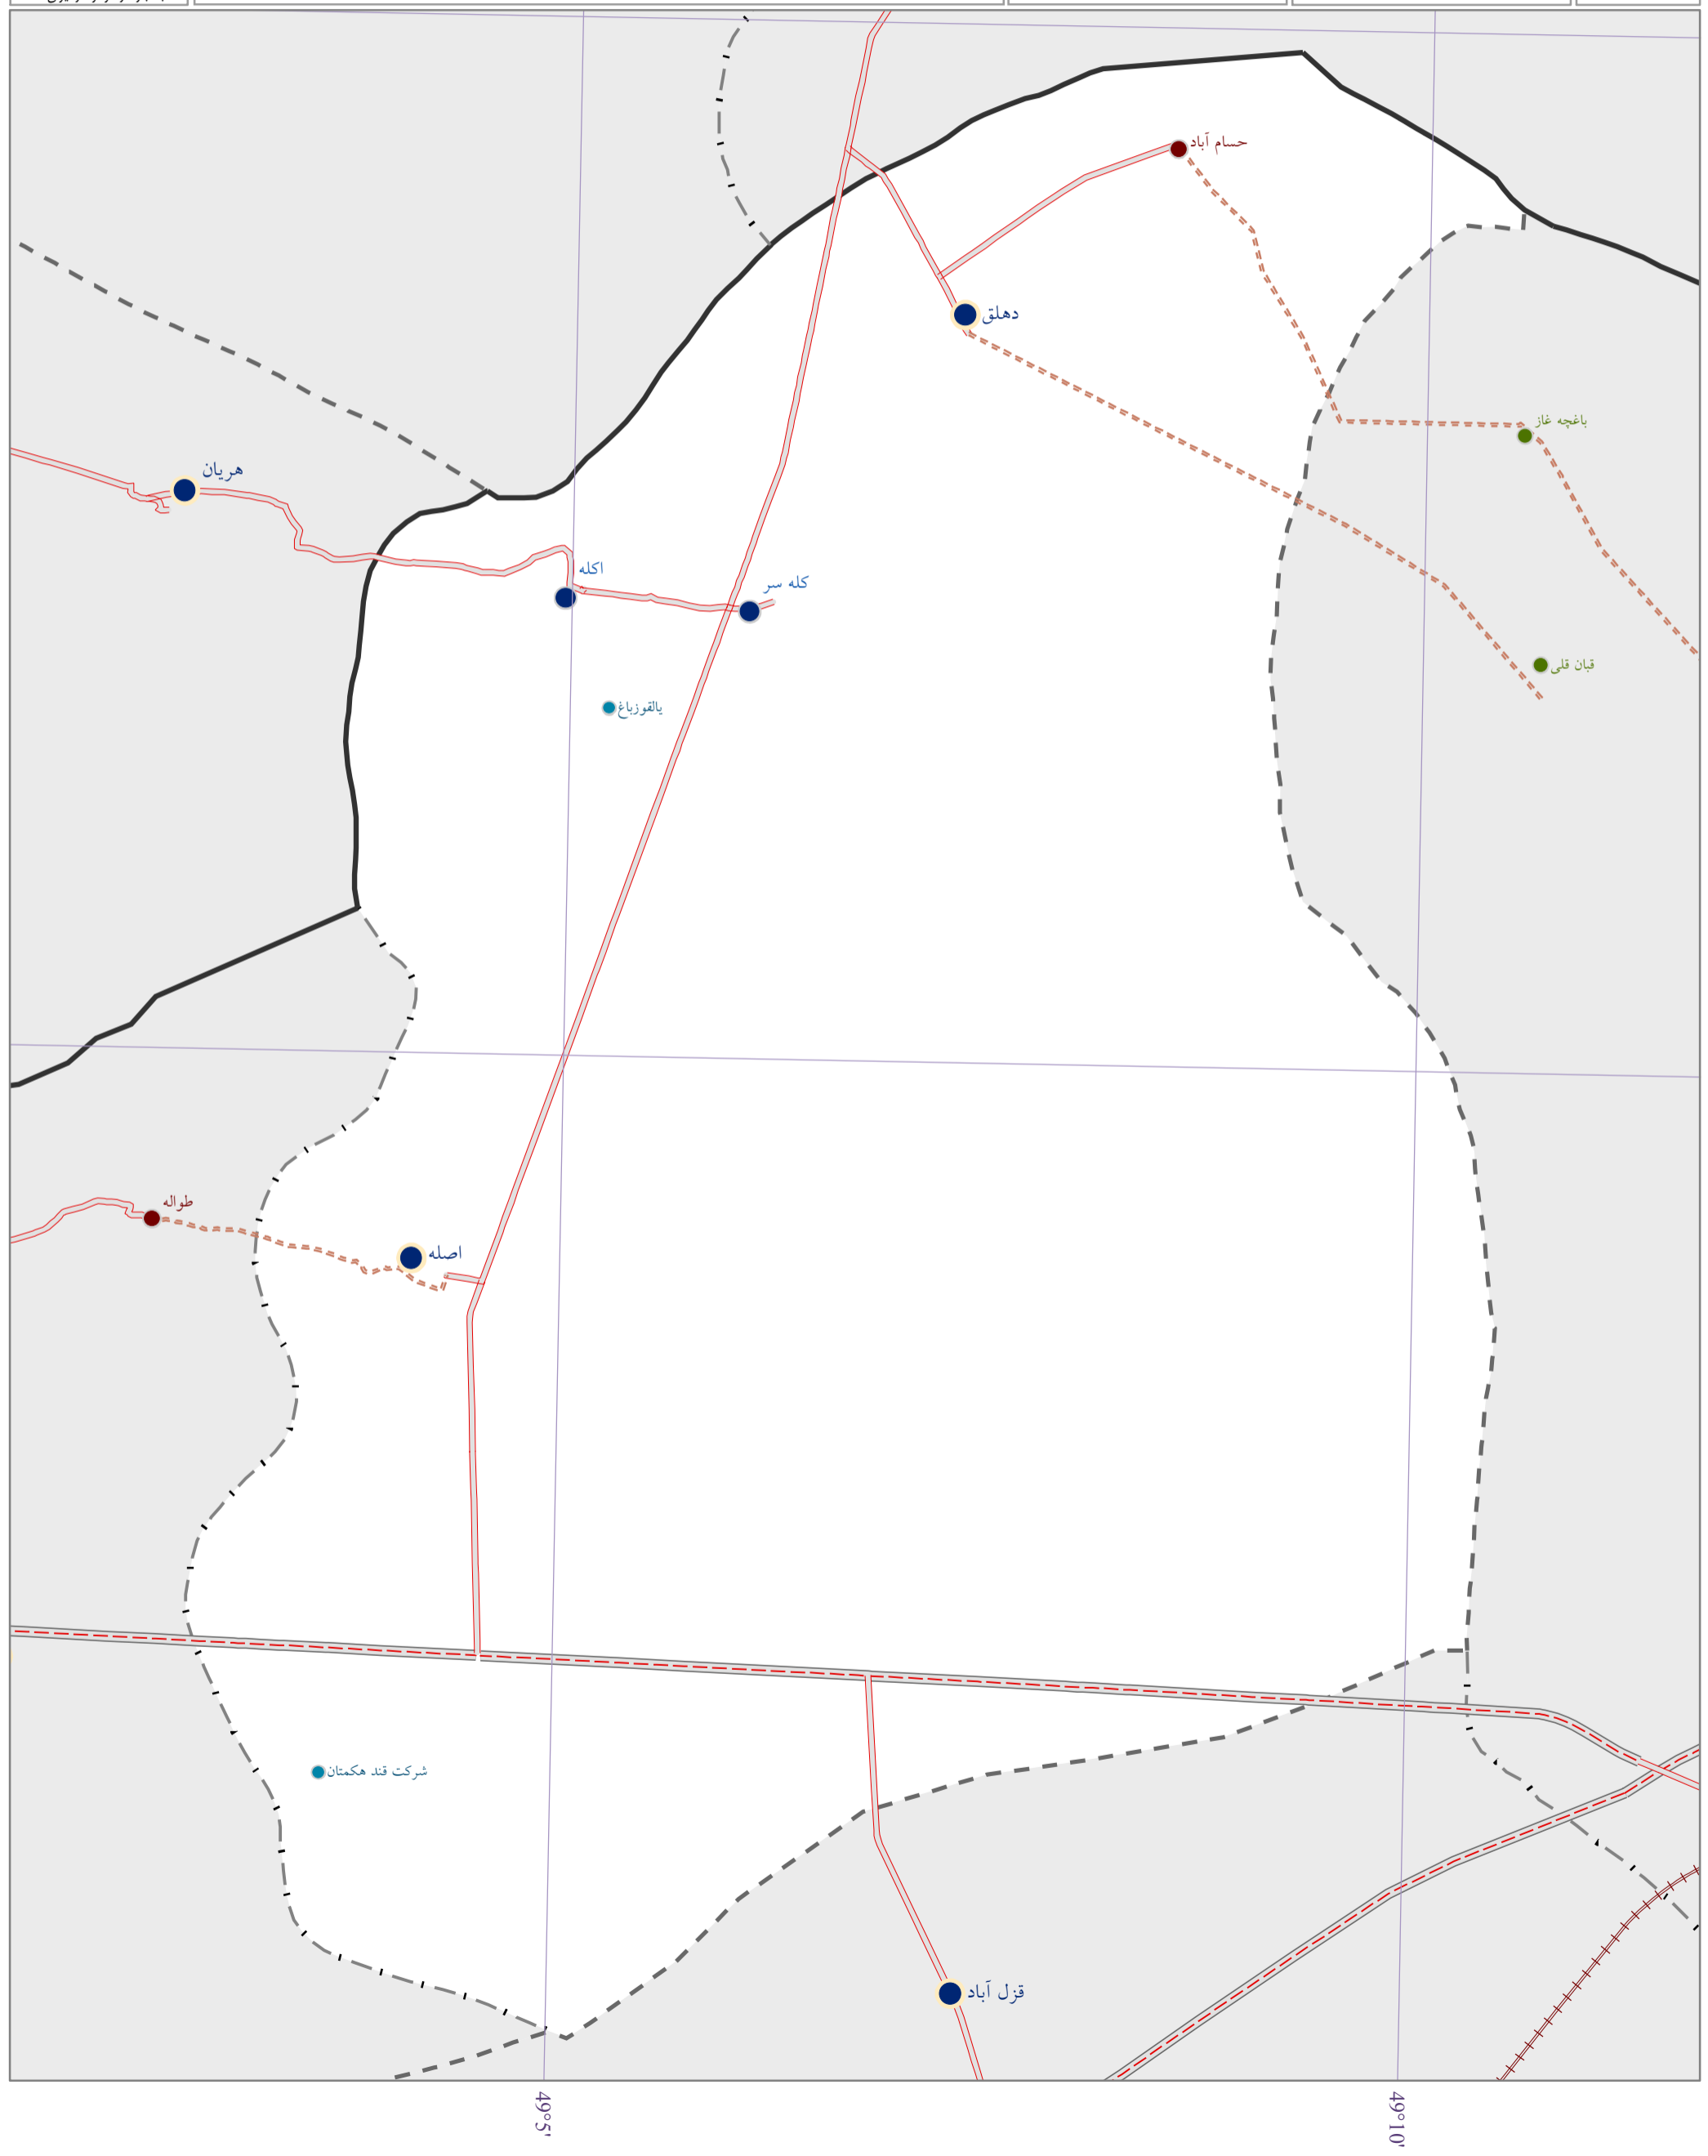 حسام آباد
دهلق
باغچه غاز
هریان
اکله
کله سر
قبان قلی
یالقوزباغ
طواله
اصله
شرکت قند هکمتان
قزل آباد
49°5'
49°10'